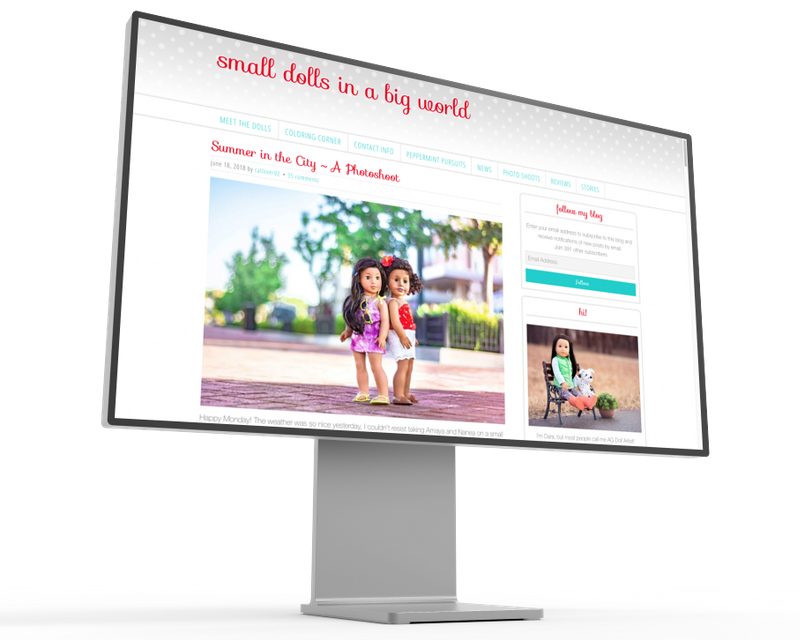 small dolls in a big world
MEET THE DOLLS COLORING CORNER CONTACT INFO PEPPERMINT PURSUITS NEWS PHOTO SHOOTS REVIEWS STORIES
Summer in the City ~ A Photoshoot
june 18, 2018 by 35 comments
Happy Monday! The weather was so nice yesterday, I couldn't resist taking Amaya and Nanea on a small
follow my blog
Enter your email address to subscribe to this blog and
receive notifications of new posts by email.
Join 381 other subscribers
Email Address
Follow
hi!
I'm Dara, but most people call me AG Doll Artist!